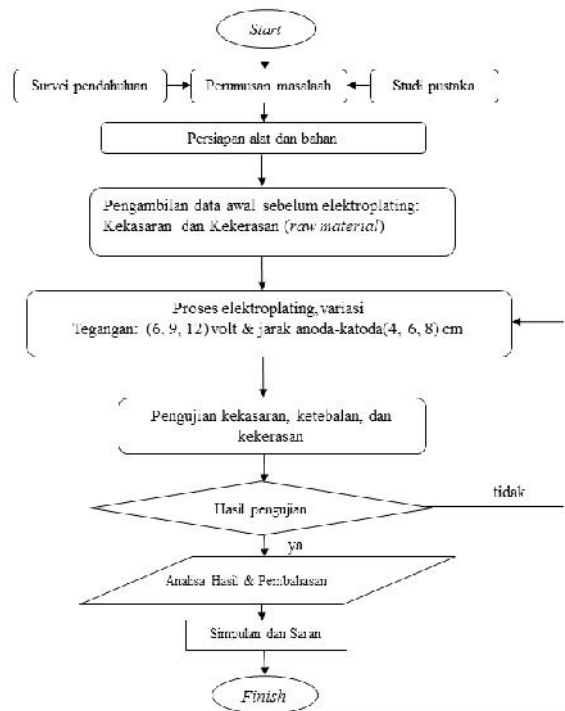 Start
Survei pendahuluan
Perumusan masalaah
Studi pustaka
Persiapan alat dan bahan
Pengambilan data awal sebelum elektroplating:
Kekasaran dan Kekerasan (raw material)
Proses elektroplating, variasi
Tegangan: (6, 9, 12) volt & jarak anoda-katoda(4, 6, 8) cm
Pengujian kekasaran, ketebalan, dan
kekerasan
Hasil pengujian
tidak
ya
Analisa Hasil & Pembahasan
Simpulan dan Saran
Finish